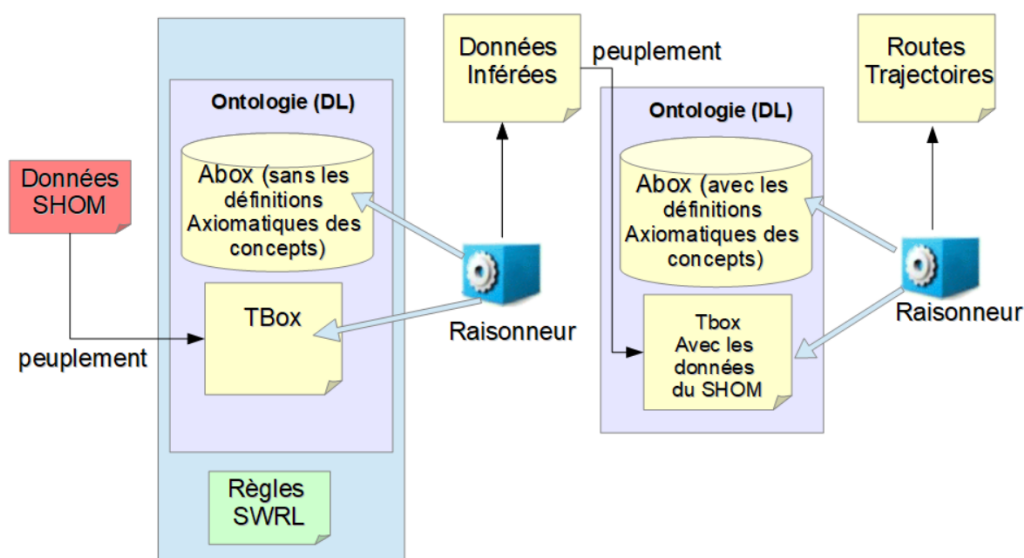 Données
SHOM
peuplement
Ontologie (DL)
Abox (sans les
définitions
Axiomatiques des
concepts)
TBox
Règles
SWRL
Données
Inférées
Raisonneur
peuplement
Ontologie (DL)
Abox (avec les
définitions
Axiomatiques des
concepts)
Tbox
Avec les
données
du SHOM
Routes
Trajectoires
Raisonneur